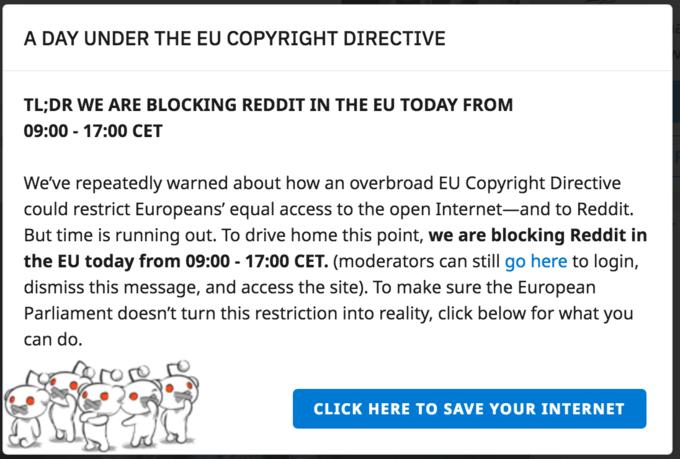 A DAY UNDER THE EU COPYRIGHT DIRECTIVE
TL;DR WE ARE BLOCKING REDDIT IN THE EU TODAY FROM
09:00 - 17:00 CET
We’ve repeatedly warned about how an overbroad EU Copyright Directive
could restrict Europeans’ equal access to the open Internet—and to Reddit.
But time is running out. To drive home this point, we are blocking Reddit in
the EU today from 09:00 - 17:00 CET. (moderators can still go here to login,
dismiss this message, and access the site). To make sure the European
Parliament doesn’t turn this restriction into reality, click below for what you
can do.
CLICK HERE TO SAVE YOUR INTERNET